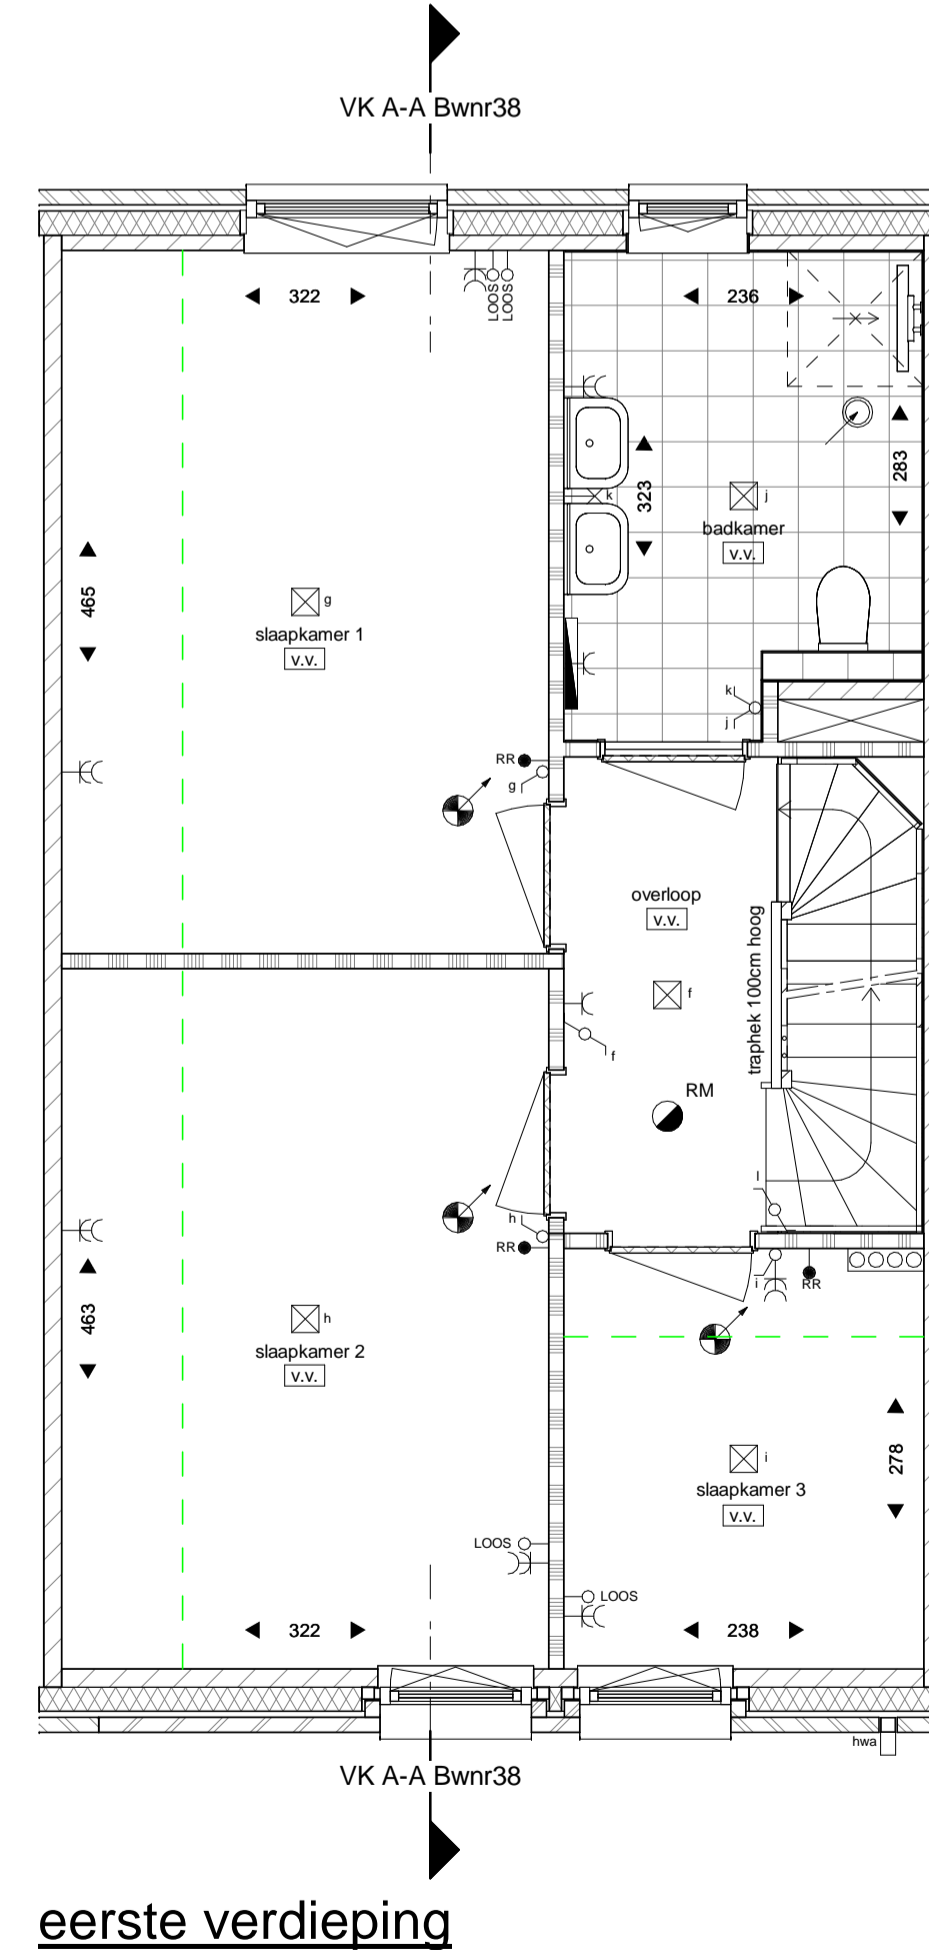 VK A-A Bwnr38
322
LOOS
LOOS
236
283
323
k
j
badkamer
v.v.
465
g
slaapkamer 1
v.v.
k
j
RR
g
overloop
v.v.
traphek 100cm hoog
f
f
RM
l
h
RR
i
RR
463
h
slaapkamer 2
v.v.
278
i
slaapkamer 3
v.v.
LOOS
LOOS
322
238
hwa
VK A-A Bwnr38
eerste verdieping